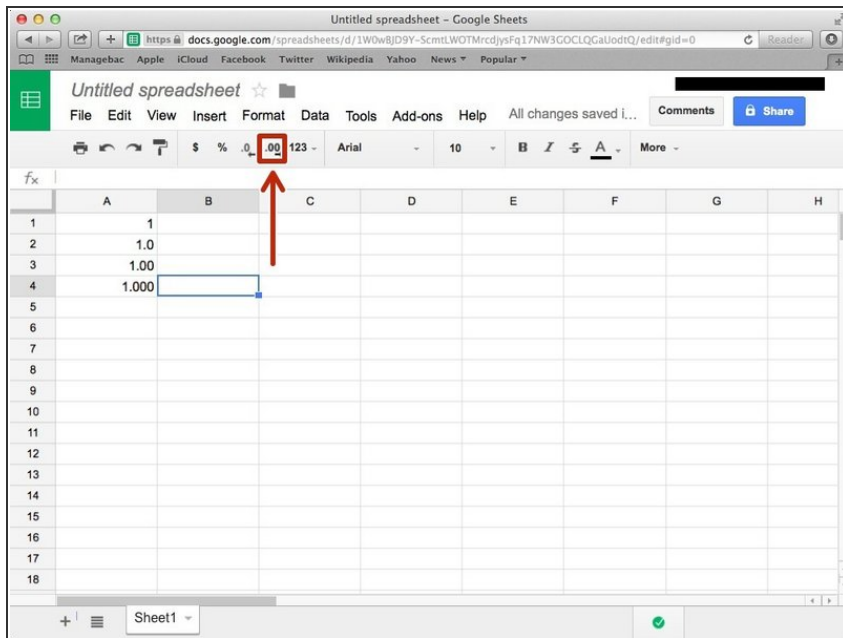 Untitled spreadsheet – Google Sheets
https docs.google.com/spreadsheets/d/1W0wBJD9Y-ScmtLWOTMrcdjysFq17NW3GOCLQGaUodtQ/edit#gid=0 Reader
Managebac Apple iCloud Facebook Twitter Wikipedia Yahoo News Popular
Untitled spreadsheet
File Edit View Insert Format Data Tools Add-ons Help All changes saved i... Comments Share
$ % .0 .00 123 Arial 10 B I S A More
fx
A B C D E F G H
1 1
2 1.0
3 1.00
4 1.000
5
6
7
8
9
10
11
12
13
14
15
16
17
18
+ Sheet1